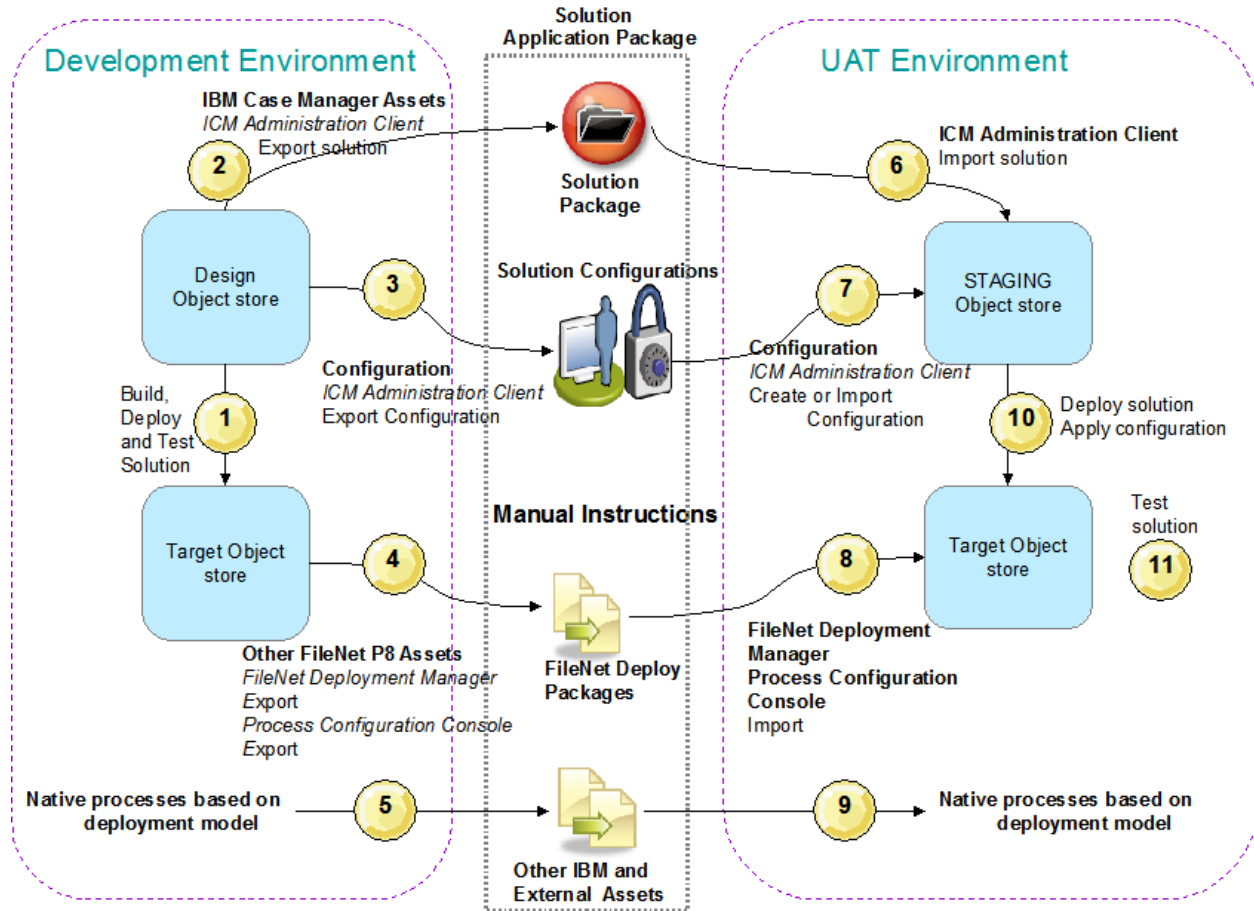 Solution
Application Package
Development Environment
UAT Environment
IBM Case Manager Assets
ICM Administration Client
Export solution
2
Solution
Package
6
ICM Administration Client
Import solution
Design
Object store
3
Configuration
ICM Administration Client
Export Configuration
Solution Configurations
7
Configuration
ICM Administration Client
Create or Import
Configuration
STAGING
Object store
Build,
Deploy
and Test
Solution
1
10
Deploy solution
Apply configuration
Manual Instructions
Target Object
store
4
Other FileNet P8 Assets
FileNet Deployment Manager
Export
Process Configuration Console
Export
FileNet Deploy
Packages
8
FileNet Deployment
Manager
Process Configuration
Console
Import
Target Object
store
Test
solution
11
Native processes based on
deployment model
5
Other IBM and
External Assets
9
Native processes based on
deployment model